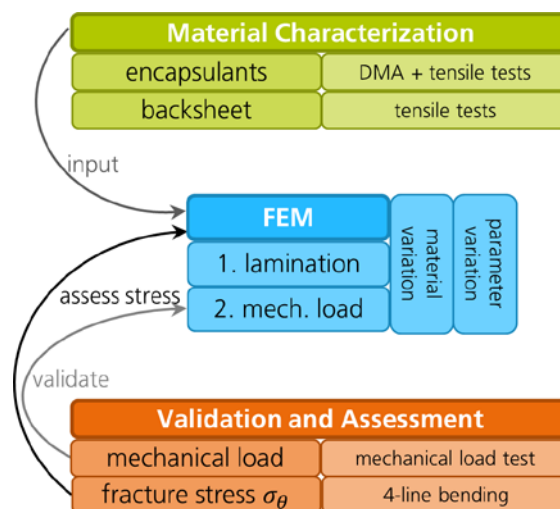 Material Characterization
encapsulants
DMA + tensile tests
backsheet
tensile tests
input
FEM
material
variation
parameter
variation
1. lamination
assess stress
2. mech. load
validate
Validation and Assessment
mechanical load
mechanical load test
fracture stress σθ
4-line bending